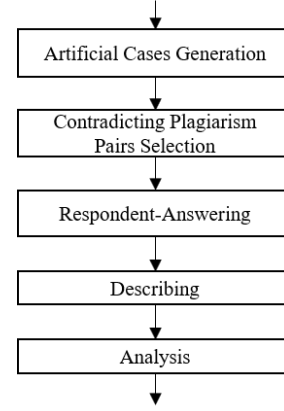 Artificial Cases Generation
Contradicting Plagiarism
Pairs Selection
Respondent-Answering
Describing
Analysis